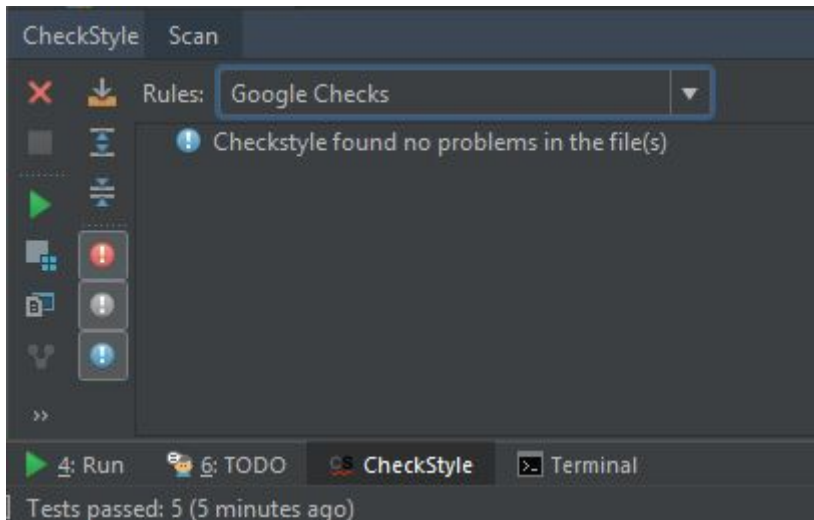 CheckStyle Scan
Rules: Google Checks
Checkstyle found no problems in the file(s)
4: Run 6: TODO CS CheckStyle Terminal
Tests passed: 5 (5 minutes ago)